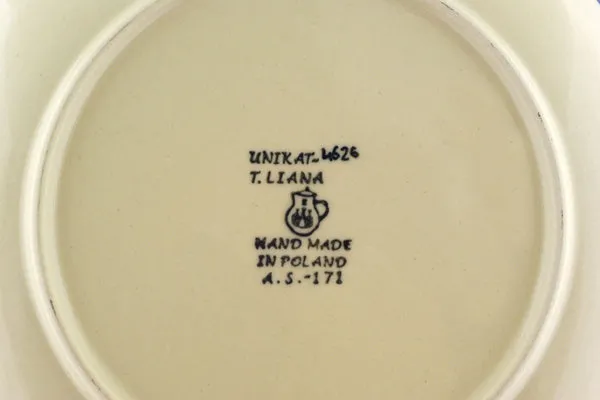 UNIKAT-4626
T. LIANA
HAND MADE
IN POLAND
A.S.-171